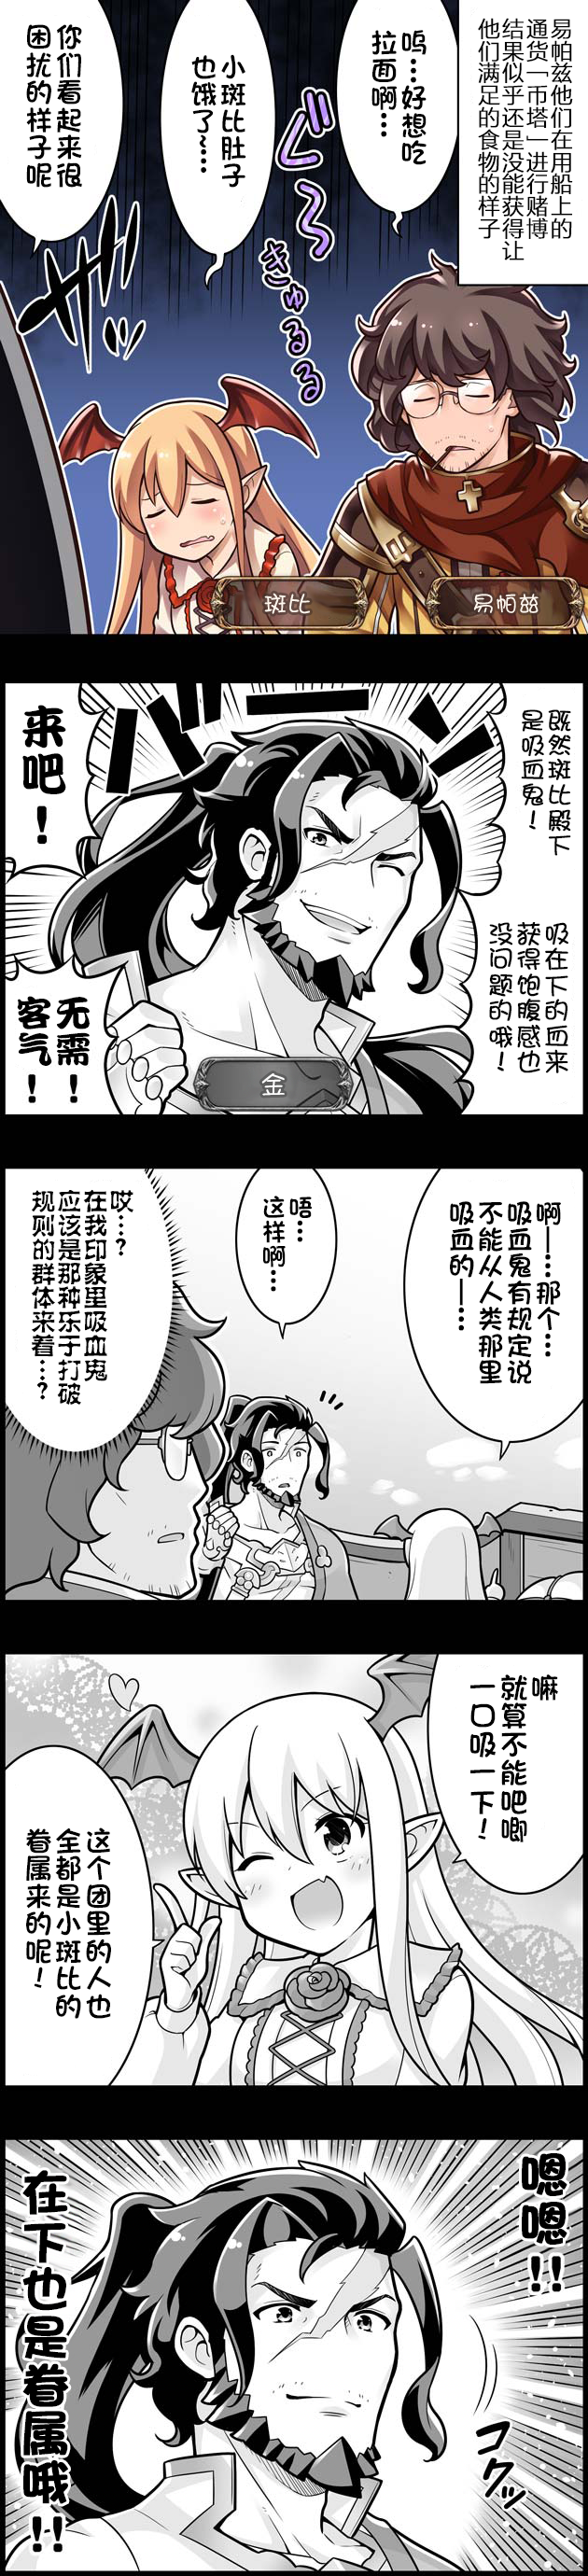 易帕兹他们在用船上的
通货「币塔」进行赌博
结果似乎还是没能获得让
他们满足的食物的样子
呜…好想吃
拉面啊…
小斑比肚子
也饿了～…
你们看起来很
困扰的样子呢
ぐ～
きゅるるる
斑比
易帕兹
既然斑比殿下
是吸血鬼！
吸在下的血来
获得饱腹感也
没问题的哦！
来吧！
无需！
客气！
金
啊—…那个…
吸血鬼有规定说
不能从人类那里
吸血的—…
唔…
这样啊…
哎…？
在我印象里吸血鬼
应该是那种乐于打破
规则的群体来着…？
嘛
就算不能吧唧
一口吸一下！
这个团里的人也
全都是小斑比的
眷属来的呢！
嗯嗯!!
コクッ
在下也是眷属哦!!